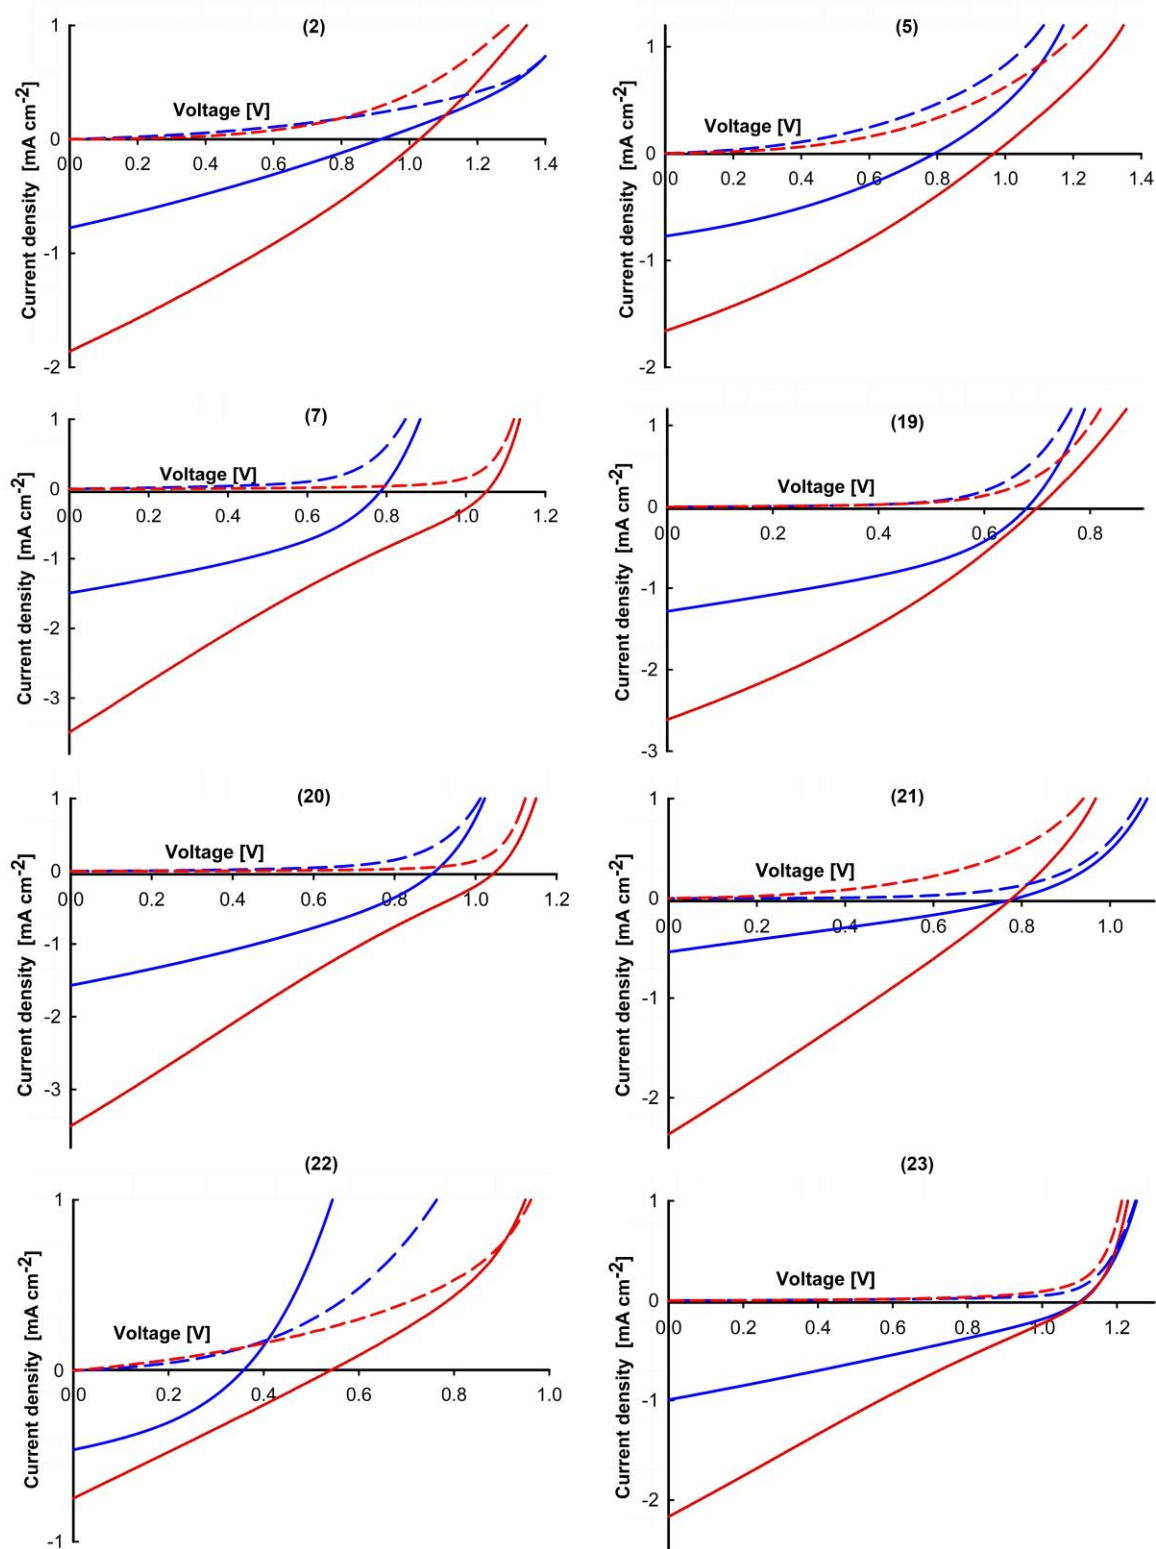 (2)
Current density [mA cm-2]
Voltage [V]
1
0
-1
-2
0.0 0.2 0.4 0.6 0.8 1.0 1.2 1.4
(5)
Current density [mA cm-2]
Voltage [V]
1
0
-1
-2
0.0 0.2 0.4 0.6 0.8 1.0 1.2 1.4
(7)
Current density [mA cm-2]
Voltage [V]
1
0
-1
-2
-3
0.0 0.2 0.4 0.6 0.8 1.0 1.2
(19)
Current density [mA cm-2]
Voltage [V]
1
0
-1
-2
-3
0.0 0.2 0.4 0.6 0.8
(20)
Current density [mA cm-2]
Voltage [V]
1
0
-1
-2
-3
0.0 0.2 0.4 0.6 0.8 1.0 1.2
(21)
Current density [mA cm-2]
Voltage [V]
1
0
-1
-2
0.0 0.2 0.4 0.6 0.8 1.0
(22)
Current density [mA cm-2]
Voltage [V]
1
0
-1
0.0 0.2 0.4 0.6 0.8 1.0
(23)
Current density [mA cm-2]
Voltage [V]
1
0
-1
-2
0.0 0.2 0.4 0.6 0.8 1.0 1.2